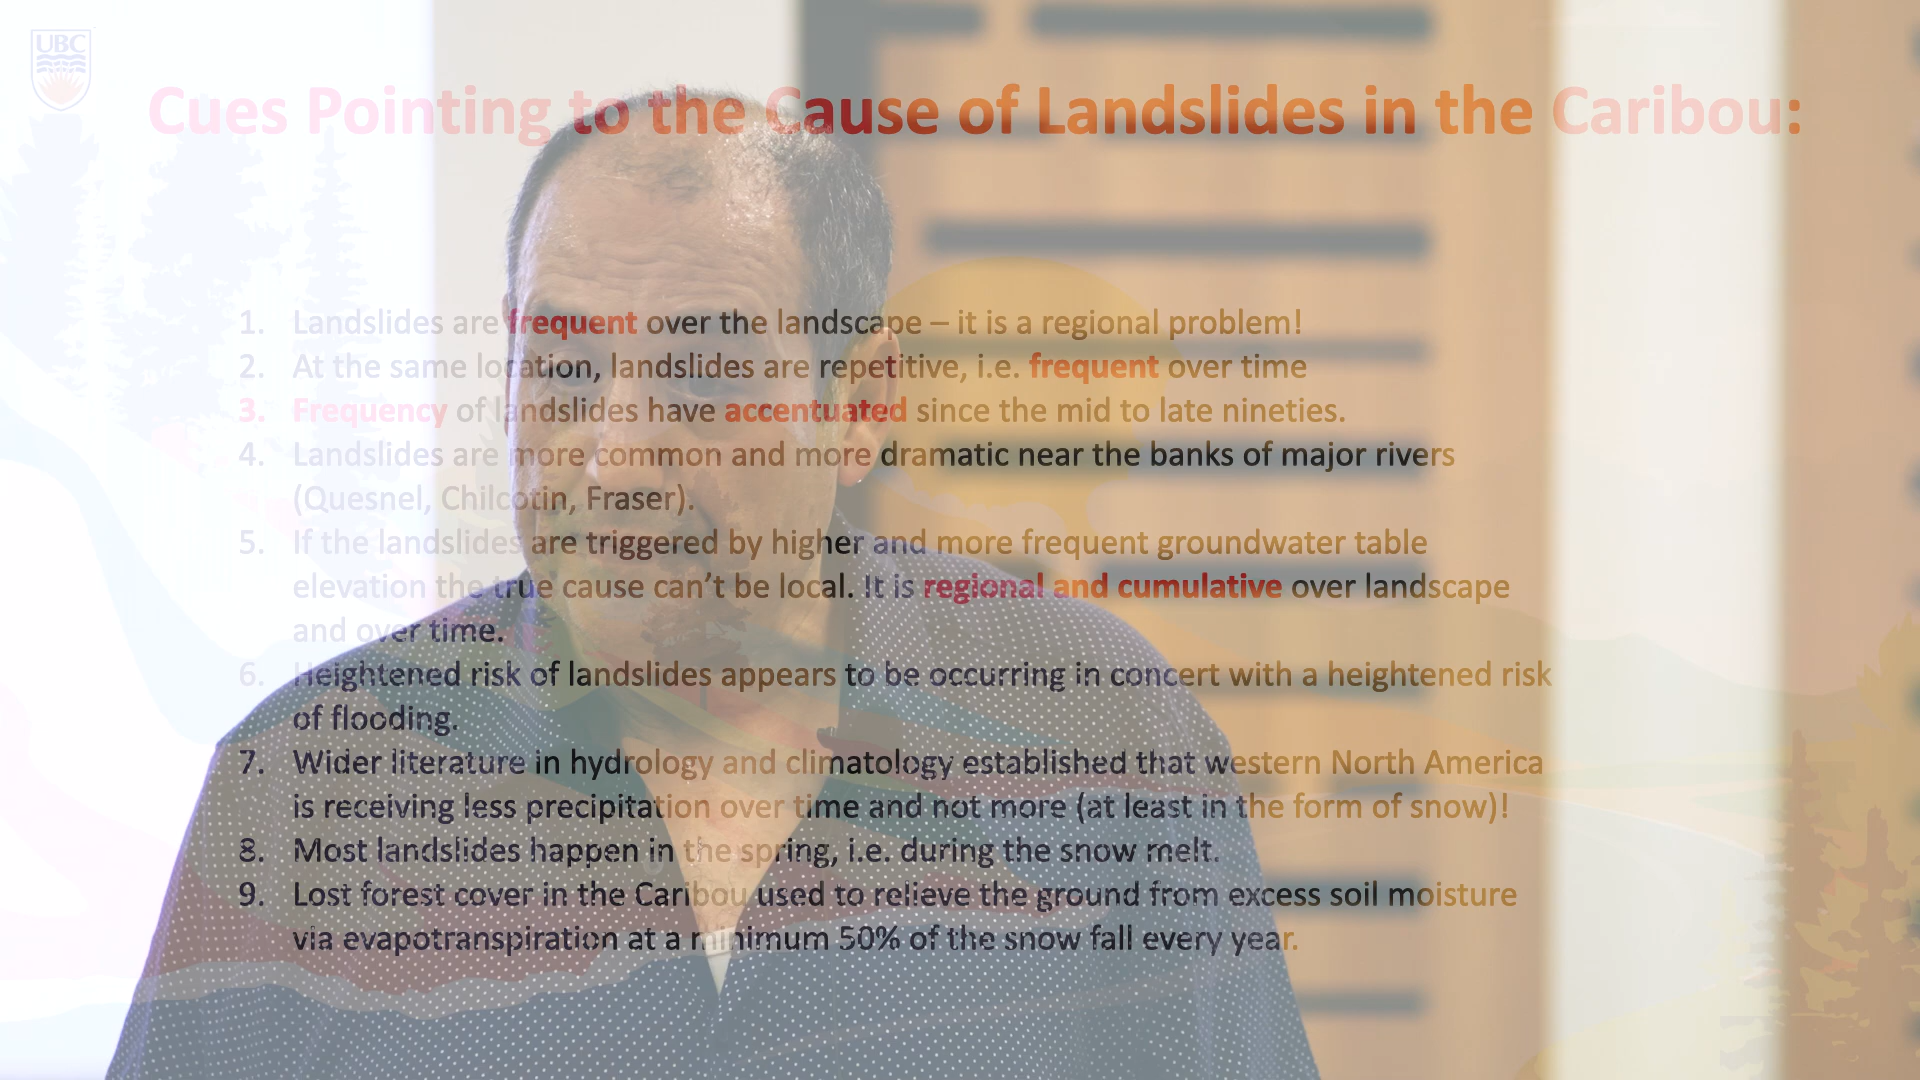 UBC
Cues Pointing to the Cause of Landslides in the Caribou:
1. Landslides are frequent over the landscape – it is a regional problem!
2. At the same location, landslides are repetitive, i.e. frequent over time
3. Frequency of landslides have accentuated since the mid to late nineties.
4. Landslides are more common and more dramatic near the banks of major rivers
(Quesnel, Chilcotin, Fraser).
5. If the landslides are triggered by higher and more frequent groundwater table
elevation the true cause can’t be local. It is regional and cumulative over landscape
and over time.
6. Heightened risk of landslides appears to be occurring in concert with a heightened risk
of flooding.
7. Wider literature in hydrology and climatology established that western North America
is receiving less precipitation over time and not more (at least in the form of snow)!
8. Most landslides happen in the spring, i.e. during the snow melt.
9. Lost forest cover in the Caribou used to relieve the ground from excess soil moisture
via evapotranspiration at a minimum 50% of the snow fall every year.